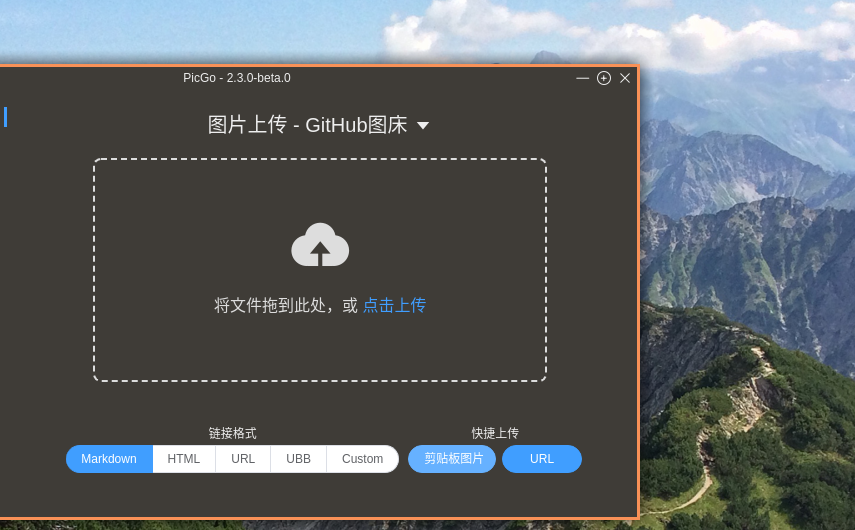 PicGo - 2.3.0-beta.0
图片上传 - GitHub图床
将文件拖到此处，或 点击上传
链接格式
快捷上传
Markdown HTML URL UBB Custom 剪贴板图片 URL